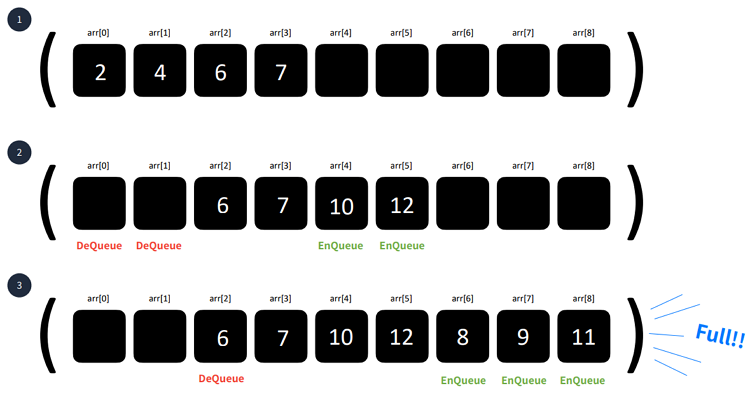 1
arr[0] arr[1] arr[2] arr[3] arr[4] arr[5] arr[6] arr[7] arr[8]
( 2 4 6 7 )
2
arr[0] arr[1] arr[2] arr[3] arr[4] arr[5] arr[6] arr[7] arr[8]
( 6 7 10 12 )
DeQueue DeQueue EnQueue EnQueue
3
arr[0] arr[1] arr[2] arr[3] arr[4] arr[5] arr[6] arr[7] arr[8]
( 6 7 10 12 8 9 11 ) Full!!
DeQueue EnQueue EnQueue EnQueue